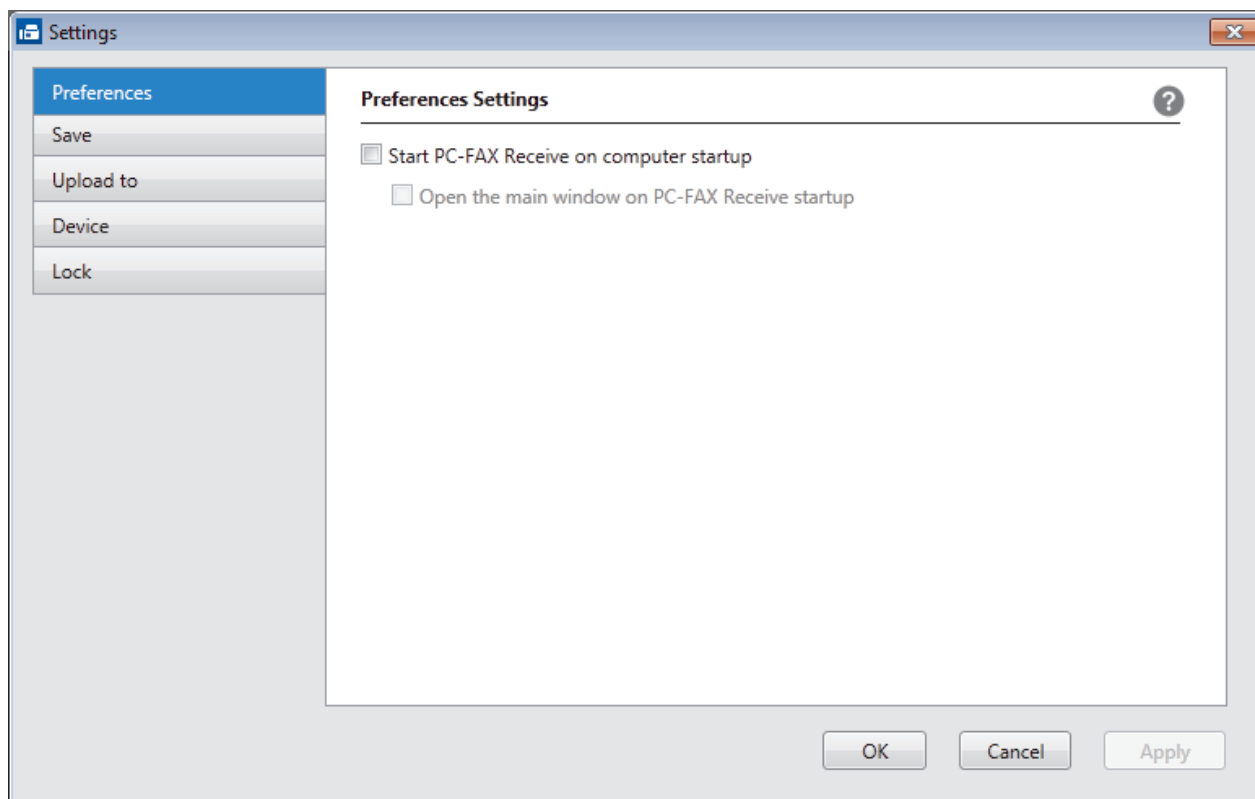 Settings
Preferences
Save
Upload to
Device
Lock
Preferences Settings
?
Start PC-FAX Receive on computer startup
Open the main window on PC-FAX Receive startup
OK
Cancel
Apply